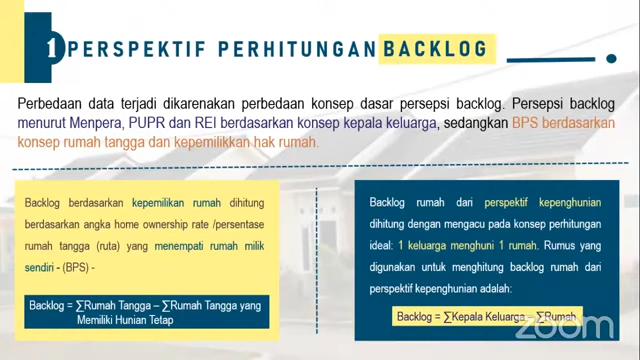 1 PERSPEKTIF PERHITUNGAN BACKLOG
Perbedaan data terjadi dikarenakan perbedaan konsep dasar persepsi backlog. Persepsi backlog
menurut Menpera, PUPR dan REI berdasarkan konsep kepala keluarga, sedangkan BPS berdasarkan
konsep rumah tangga dan kepemilikkan hak rumah.
Backlog berdasarkan kepemilikan rumah dihitung
berdasarkan angka home ownership rate /persentase
rumah tangga (ruta) yang menempati rumah milik
sendiri - (BPS) -
Backlog = ∑Rumah Tangga – ∑Rumah Tangga yang
Memiliki Hunian Tetap
Backlog rumah dari perspektif kepenghunian
dihitung dengan mengacu pada konsep perhitungan
ideal: 1 keluarga menghuni 1 rumah. Rumus yang
digunakan untuk menghitung backlog rumah dari
perspektif kepenghunian adalah:
Backlog = ∑Kepala Keluarga – ∑Rumah
zoom